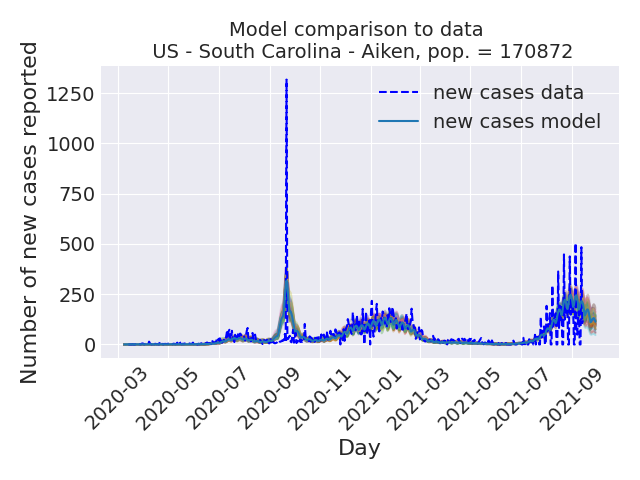 Model comparison to data
US - South Carolina - Aiken, pop. = 170872
Number of new cases reported
1250
1000
750
500
250
0
new cases data
new cases model
2020-03
2020-05
2020-07
2020-09
2020-11
2021-01
2021-03
2021-05
2021-07
2021-09
Day